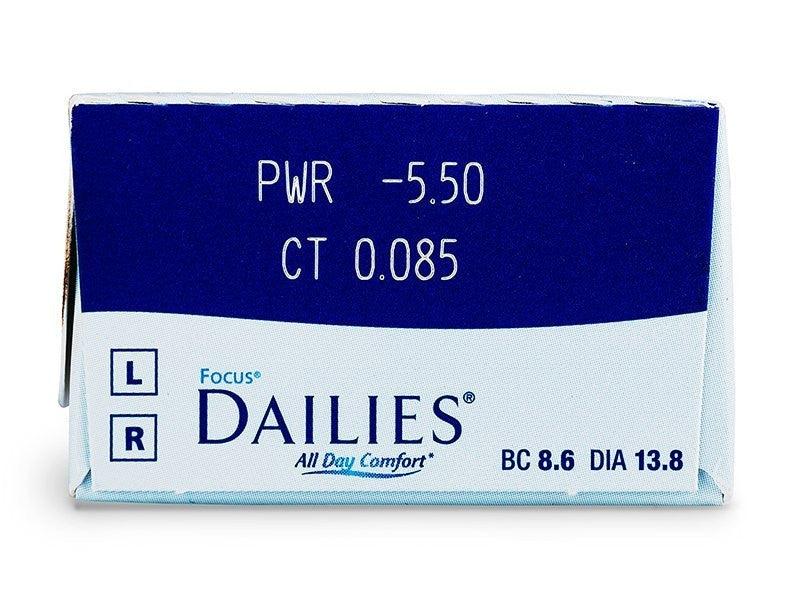 PWR -5.50
CT 0.085
L
R
Focus®
DAILIES®
All Day Comfort*
BC 8.6 DIA 13.8